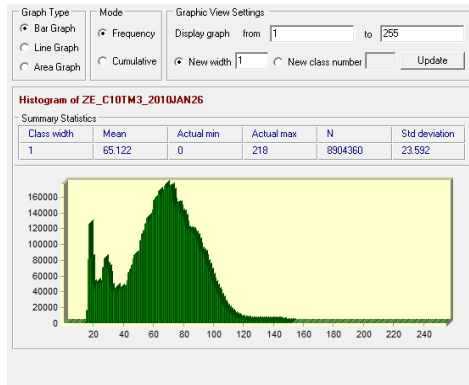 Graph Type
Mode
Graphic View Settings
Bar Graph
Line Graph
Area Graph
Frequency
Cumulative
Display graph from 1 to 255
New width 1 New class number Update
Histogram of ZE_C10TM3_2010JAN26
Summary Statistics
Class width Mean Actual min Actual max N Std deviation
1 65.122 0 218 8904360 23.592
160000
140000
120000
100000
80000
60000
40000
20000
0
20 40 60 80 100 120 140 160 180 200 220 240